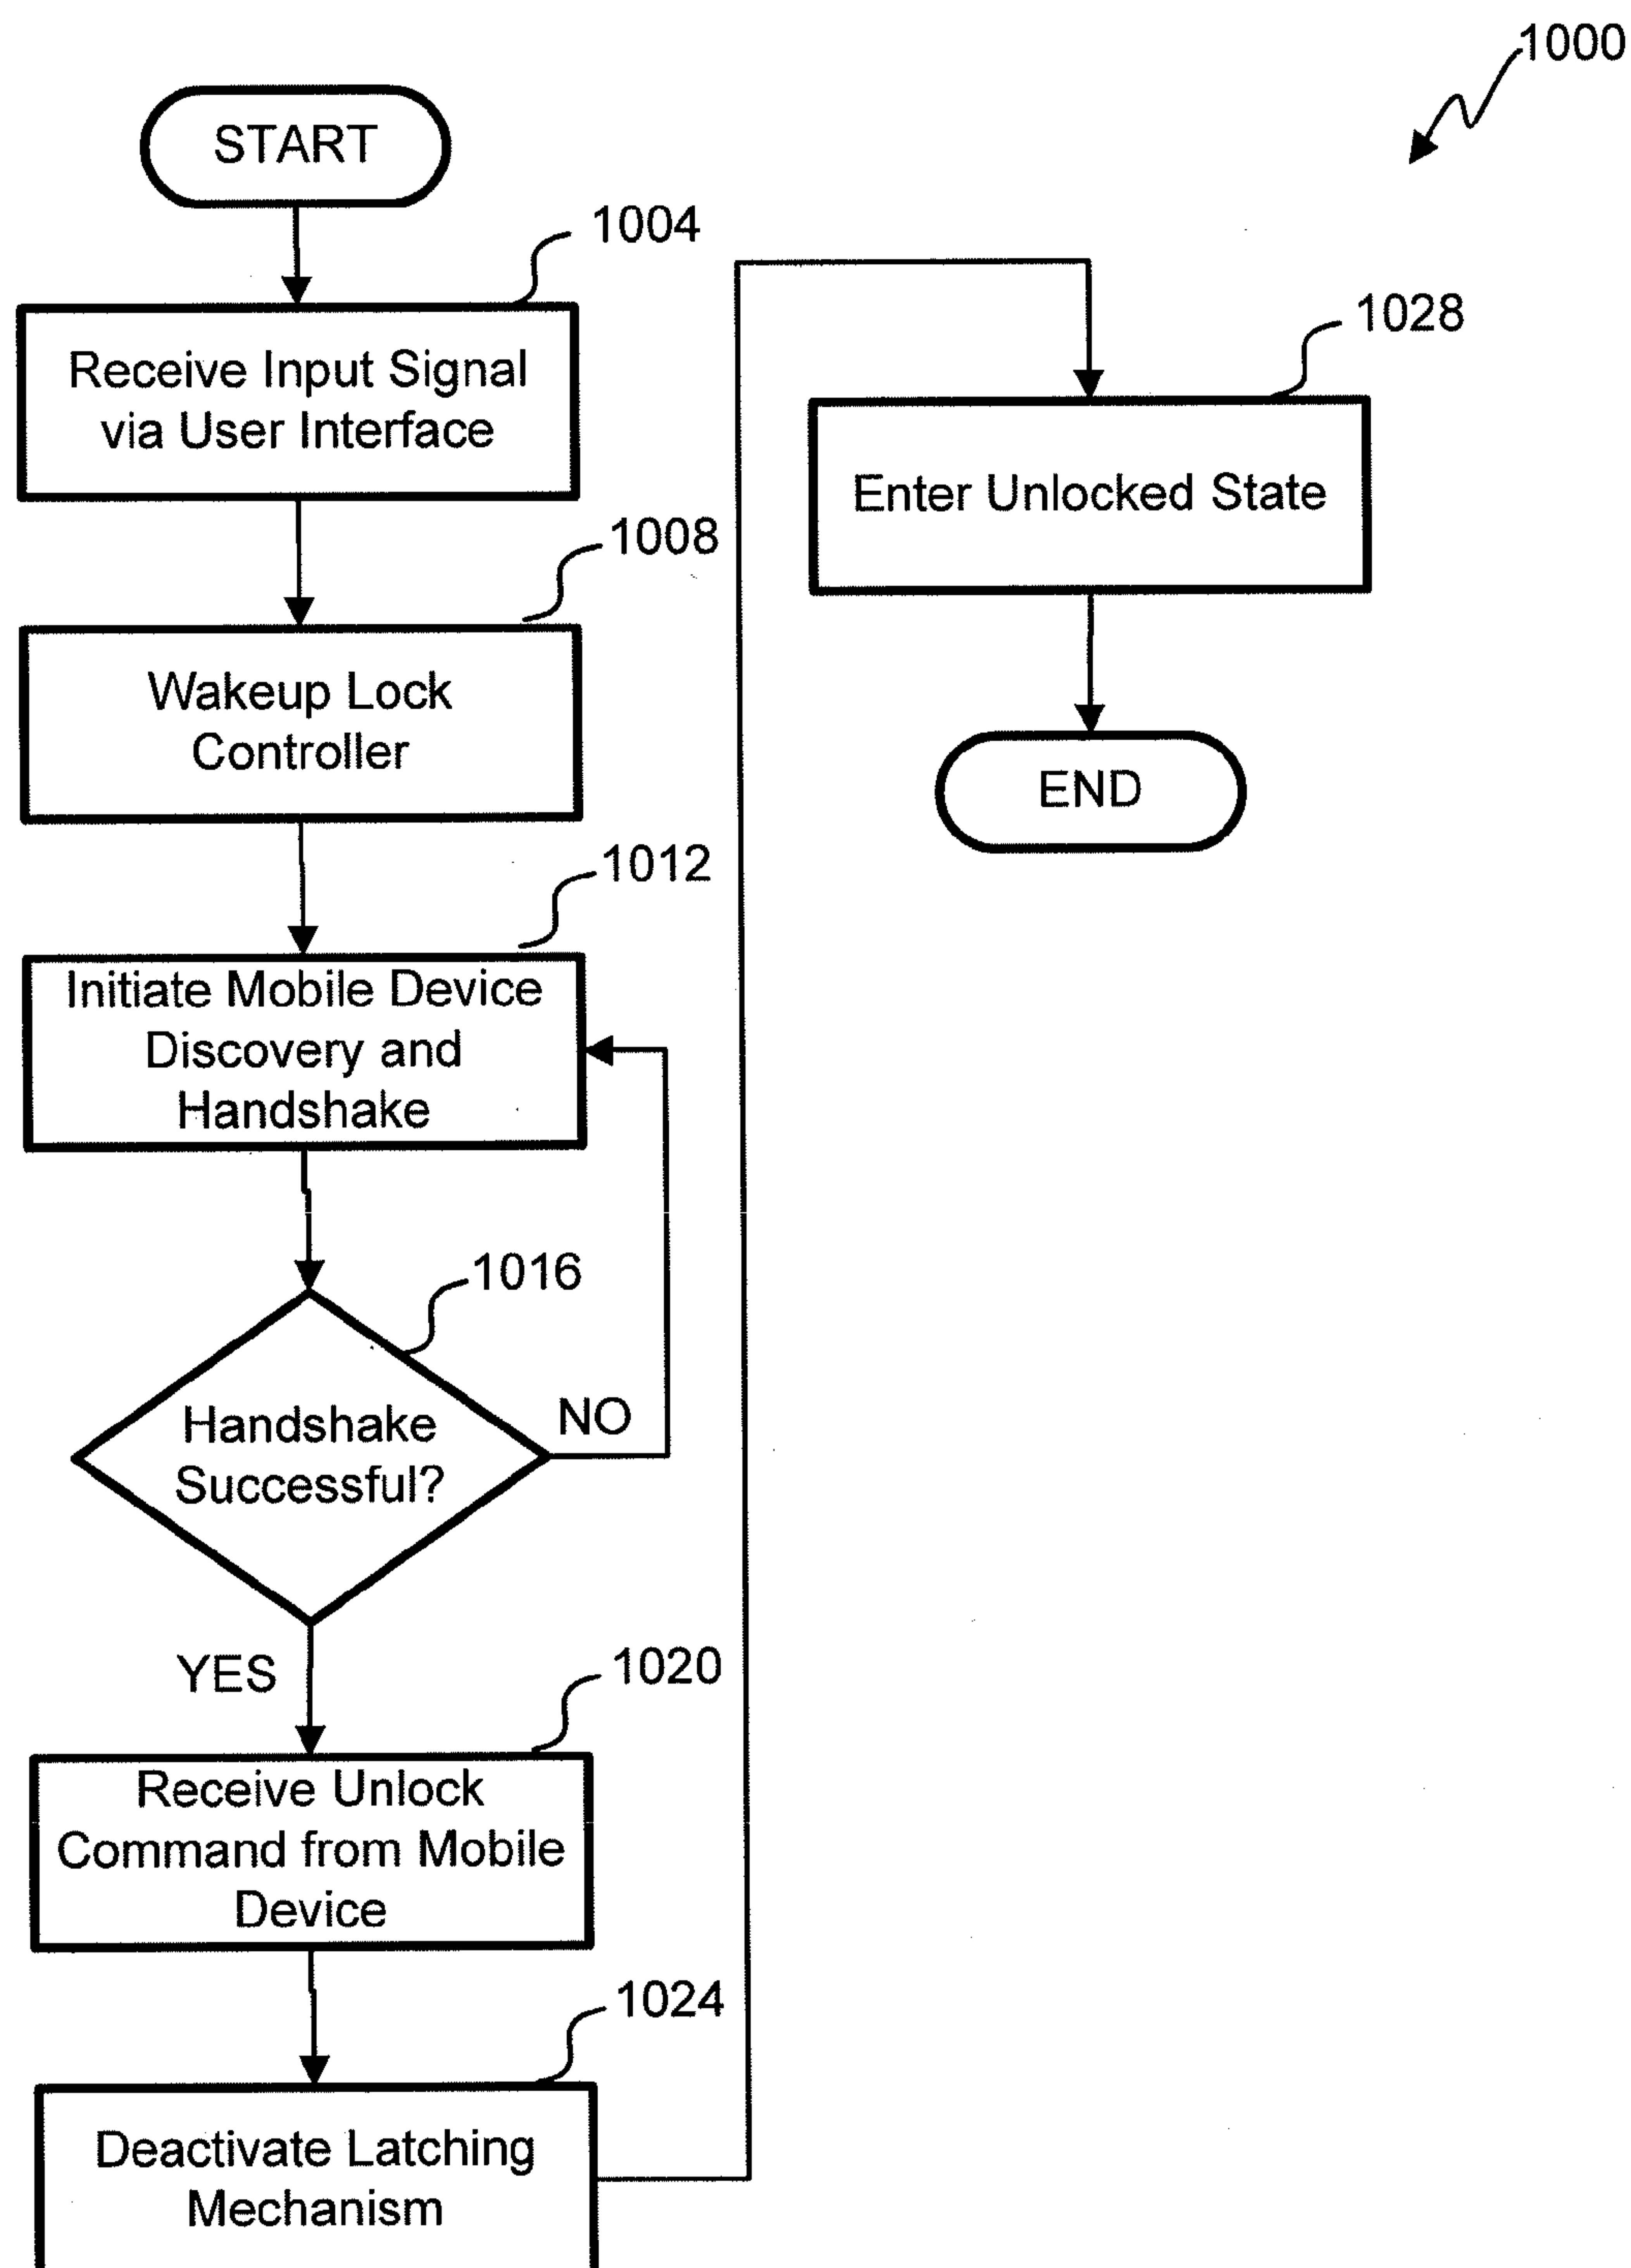 1000
START
1004
Receive Input Signal
via User Interface
1008
Wakeup Lock
Controller
1012
Initiate Mobile Device
Discovery and
Handshake
1016
Handshake
Successful?
NO
YES
1020
Receive Unlock
Command from Mobile
Device
1024
Deactivate Latching
Mechanism
1028
Enter Unlocked State
END